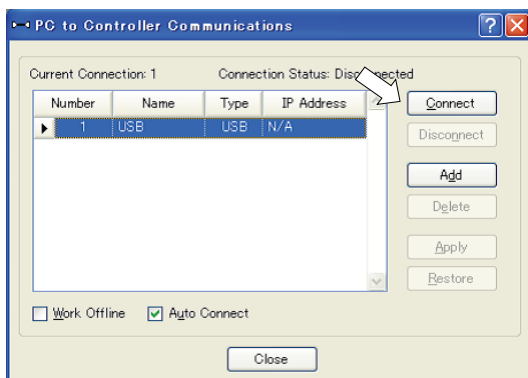 PC to Controller Communications
Current Connection: 1 Connection Status: Disconnected
Number Name Type IP Address
1 USB USB N/A
Connect
Disconnect
Add
Delete
Apply
Restore
Work Offline Auto Connect
Close